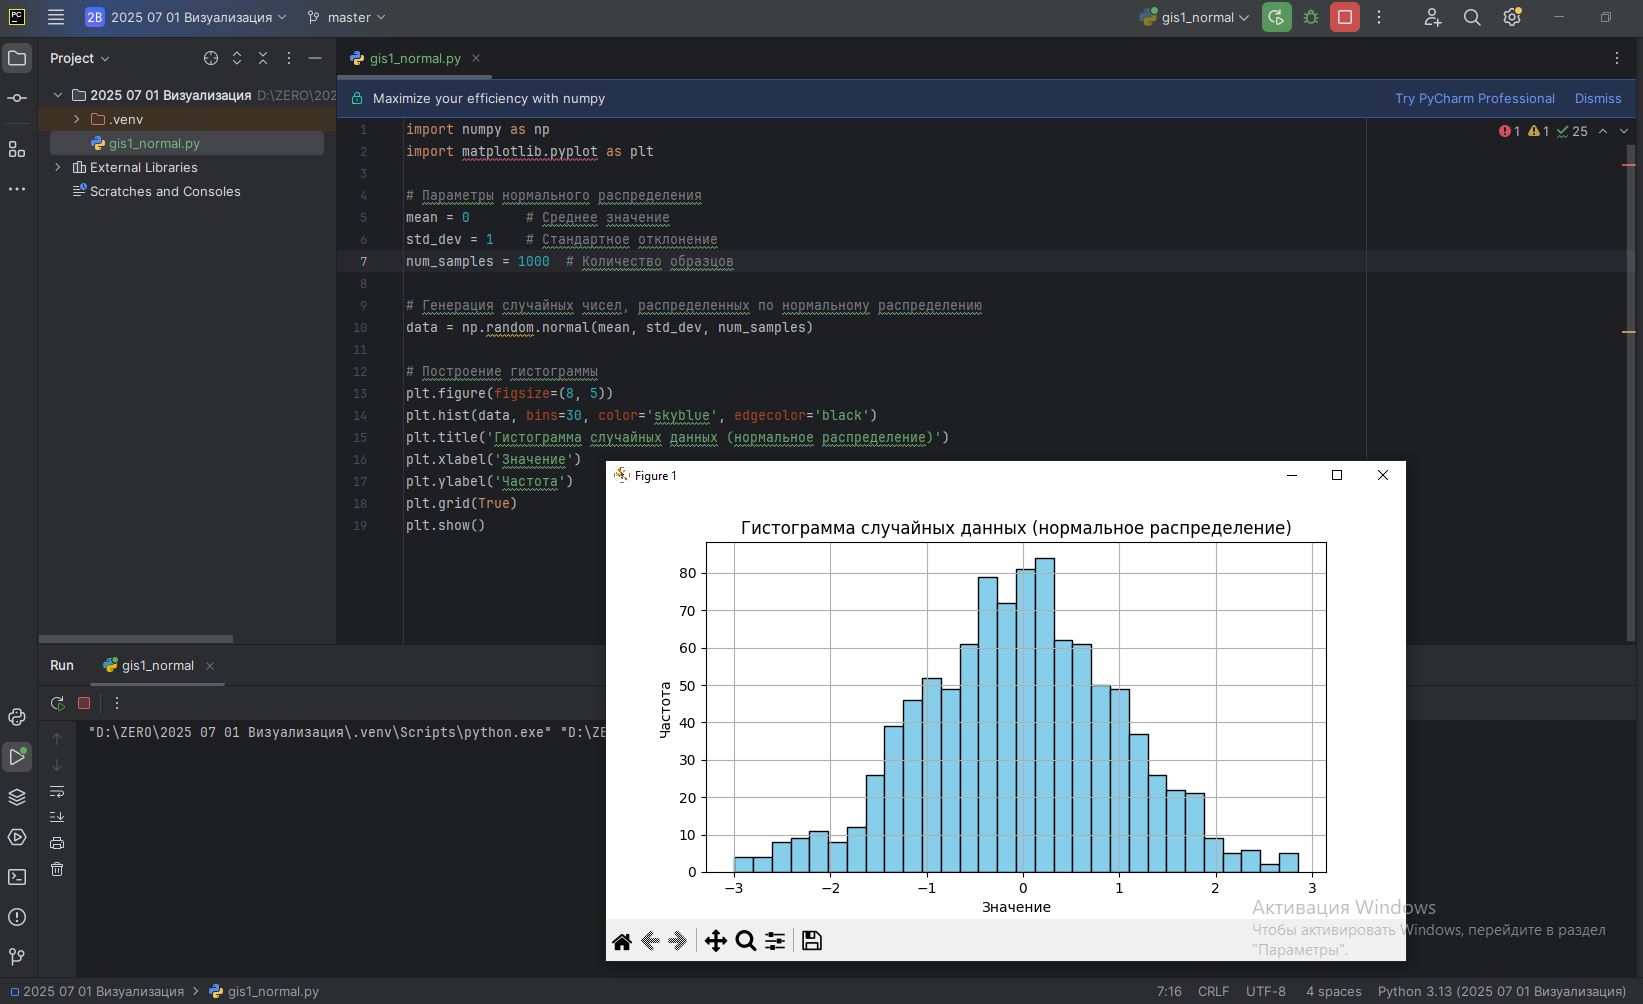 PC 2B 2025 07 01 Визуализация master gis1_normal
Project
gis1_normal.py
2025 07 01 Визуализация D:\ZERO\202
.venv
gis1_normal.py
External Libraries
Scratches and Consoles
Maximize your efficiency with numpy Try PyCharm Professional Dismiss
1 1 25
1 import numpy as np
2 import matplotlib.pyplot as plt
3
4 # Параметры нормального распределения
5 mean = 0 # Среднее значение
6 std_dev = 1 # Стандартное отклонение
7 num_samples = 1000 # Количество образцов
8
9 # Генерация случайных чисел, распределенных по нормальному распределению
10 data = np.random.normal(mean, std_dev, num_samples)
11
12 # Построение гистограммы
13 plt.figure(figsize=(8, 5))
14 plt.hist(data, bins=30, color='skyblue', edgecolor='black')
15 plt.title('Гистограмма случайных данных (нормальное распределение)')
16 plt.xlabel('Значение')
17 plt.ylabel('Частота')
18 plt.grid(True)
19 plt.show()
Run gis1_normal
"D:\ZERO\2025 07 01 Визуализация\.venv\Scripts\python.exe" "D:\ZE
Figure 1
Гистограмма случайных данных (нормальное распределение)
Частота
80
70
60
50
40
30
20
10
0
−3 −2 −1 0 1 2 3
Значение
Активация Windows
Чтобы активировать Windows, перейдите в раздел
"Параметры".
2025 07 01 Визуализация gis1_normal.py 7:16 CRLF UTF-8 4 spaces Python 3.13 (2025 07 01 Визуализация)